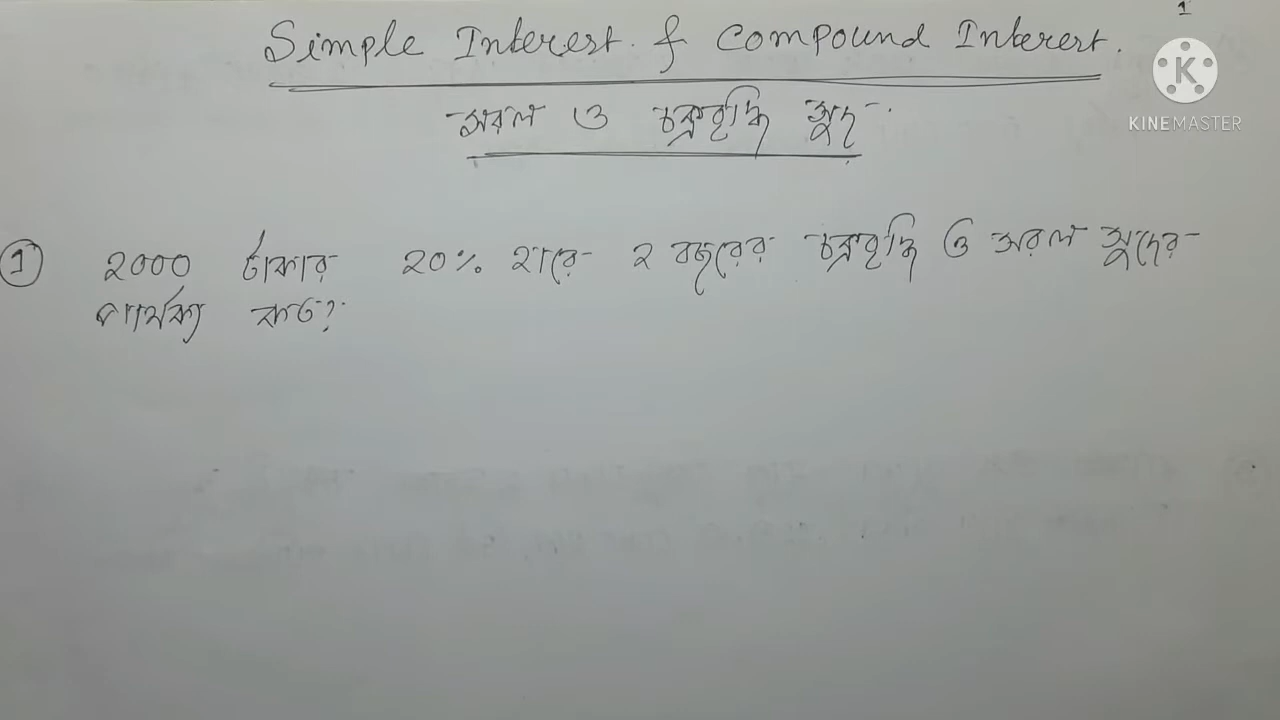 1
Simple Interest & Compound Interest.
KINEMASTER
সরল ও চক্রবৃদ্ধি সুদ
1 2000 টাকার 20% হারে 2 বছরের চক্রবৃদ্ধি ও সরল সুদের
পার্থক্য কত?